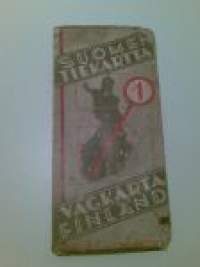 SUOMEN
TIEKARTTA
1
VÄGKARTA
FINLAND